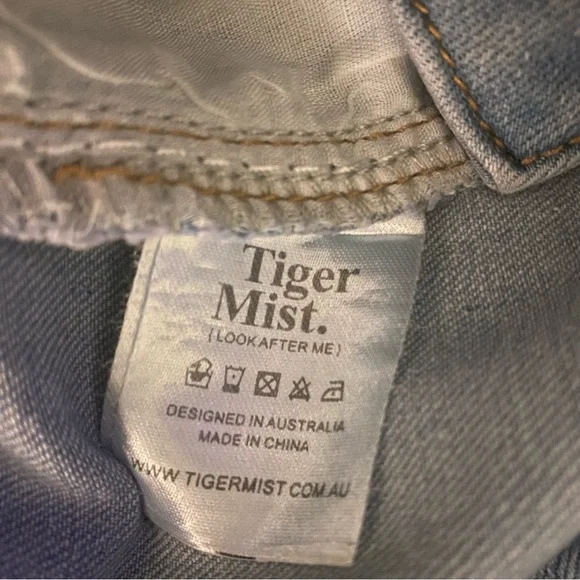 Tiger
Mist.
(LOOK AFTER ME)
DESIGNED IN AUSTRALIA
MADE IN CHINA
WWW.TIGERMIST.COM.AU